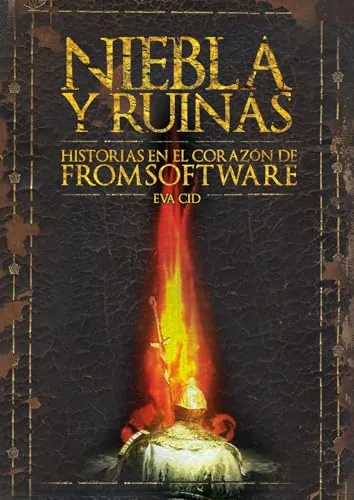 NIEBLA
Y RUINAS
HISTORIAS EN EL CORAZÓN DE
FROMSOFTWARE
EVA CID